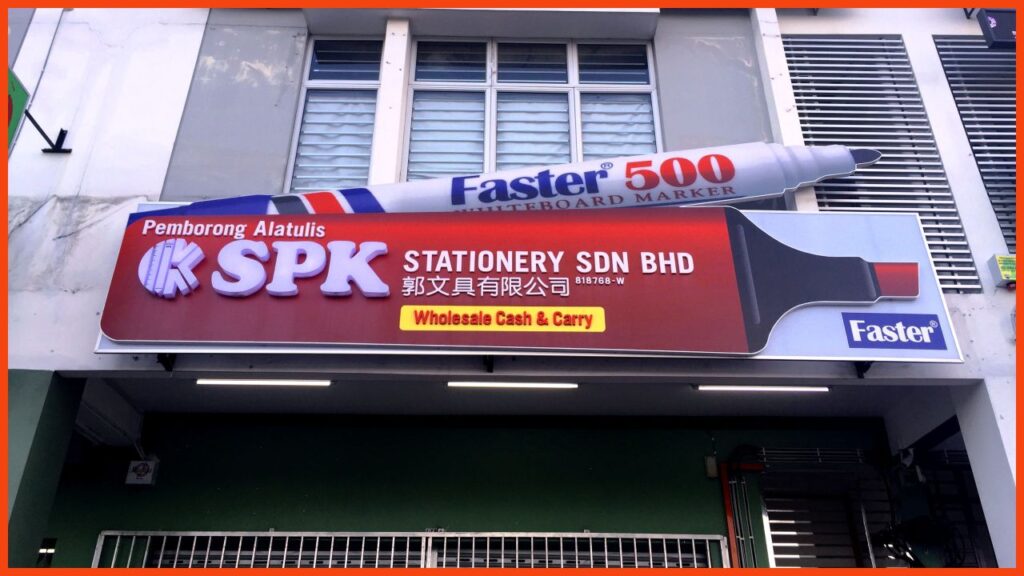 Faster® 500
WHITEBOARD MARKER
Pemborong Alatulis
SPK
STATIONERY SDN BHD
郭文具有限公司 818768-W
Wholesale Cash & Carry
Faster®